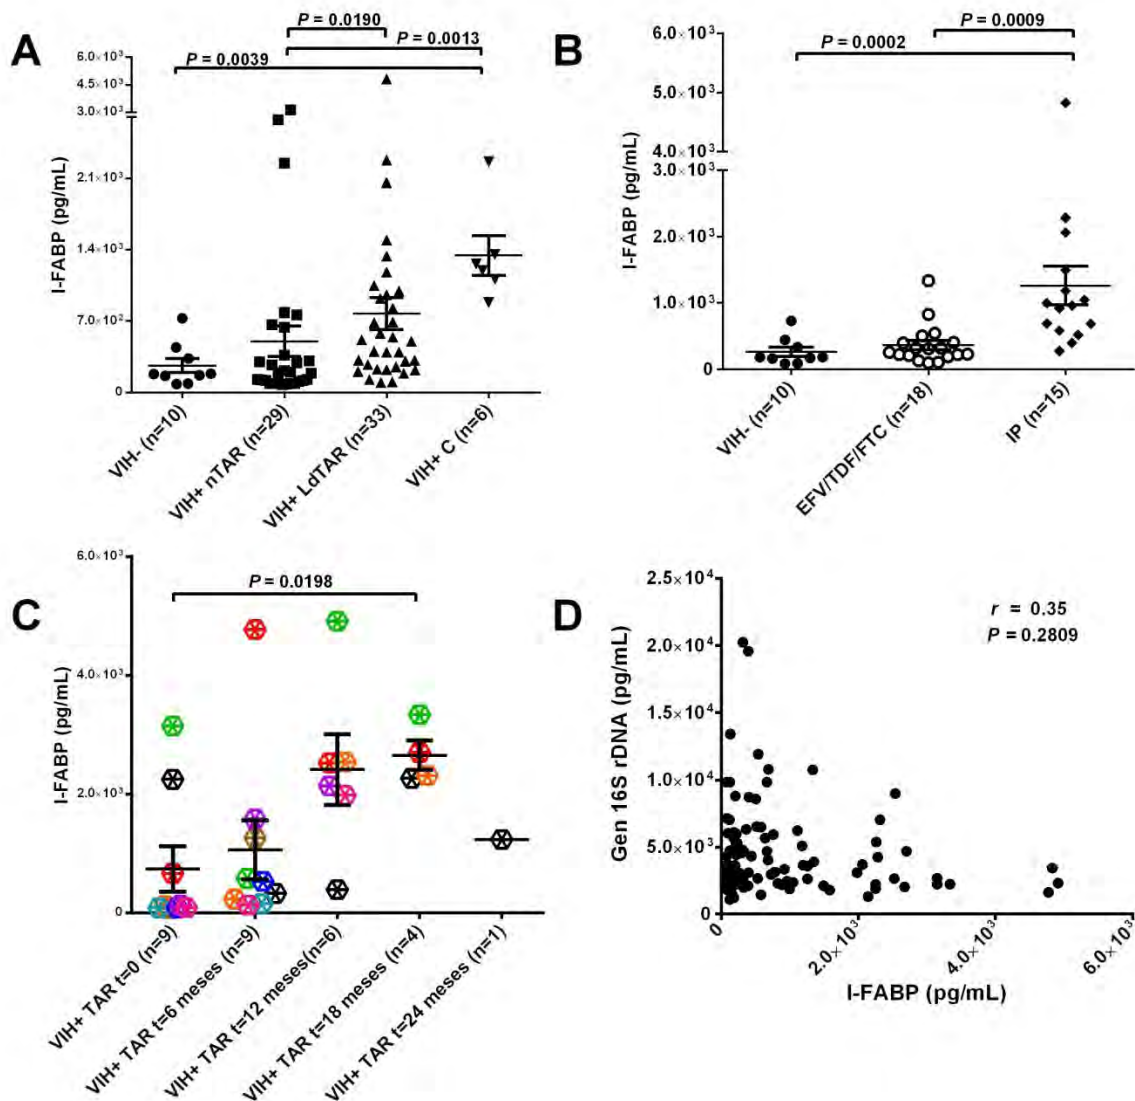 A
P = 0.0190
P = 0.0013
P = 0.0039
6.0×10³
4.5×10³
3.0×10³
2.1×10³
1.4×10³
7.0×10²
0
I-FABP (pg/mL)
VIH- (n=10)
VIH+ nTAR (n=29)
VIH+ LdTAR (n=33)
VIH+ C (n=6)
B
P = 0.0009
P = 0.0002
6.0×10³
5.0×10³
4.0×10³
3.0×10³
2.0×10³
1.0×10³
0
I-FABP (pg/mL)
VIH- (n=10)
EFV/TDF/FTC (n=18)
IP (n=15)
C
P = 0.0198
6.0×10³
4.0×10³
2.0×10³
0
I-FABP (pg/mL)
VIH+ TAR t=0 (n=9)
VIH+ TAR t=6 meses (n=9)
VIH+ TAR t=12 meses(n=6)
VIH+ TAR t=18 meses (n=4)
VIH+ TAR t=24 meses (n=1)
D
r = 0.35
P = 0.2809
2.5×10⁴
2.0×10⁴
1.5×10⁴
1.0×10⁴
5.0×10³
0
Gen 16S rDNA (pg/mL)
0
2.0×10³
4.0×10³
6.0×10³
I-FABP (pg/mL)